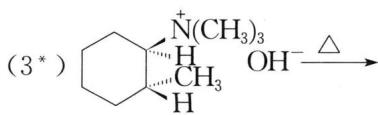 +
N(CH₃)₃
(3*) H
CH₃ OH⁻ △
H